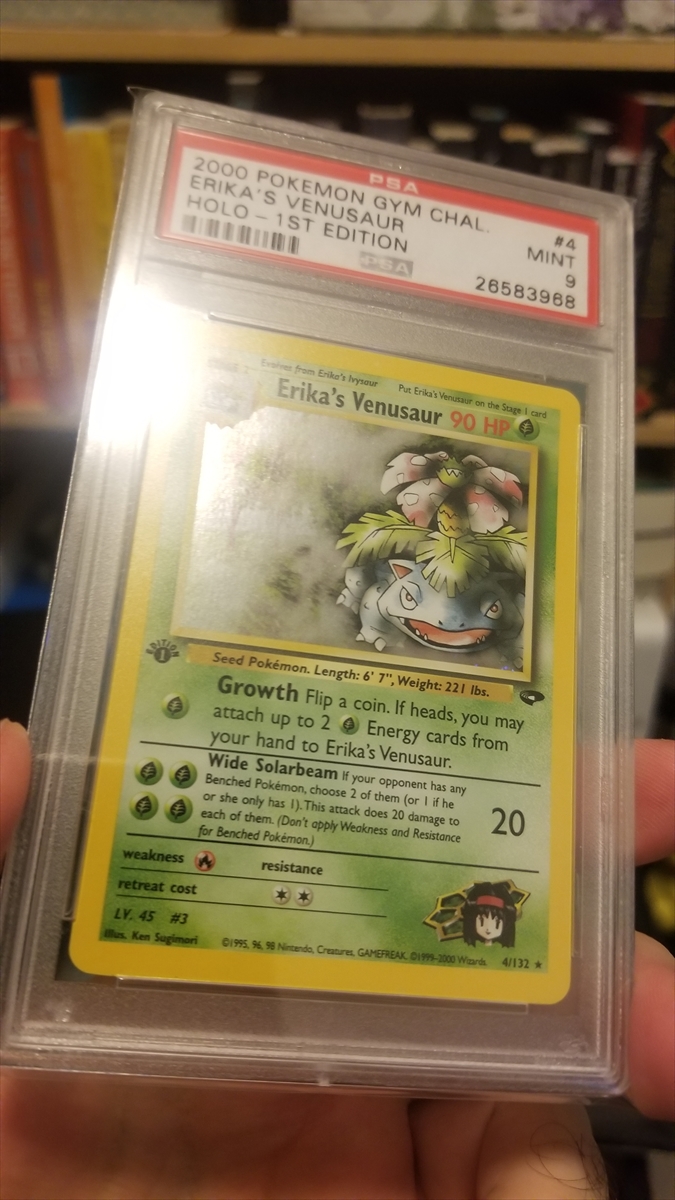 PSA
2000 POKEMON GYM CHAL. #4
ERIKA'S VENUSAUR MINT
HOLO - 1ST EDITION 9
PSA
26583968
Evolves from Erika's Ivysaur Put Erika's Venusaur on the Stage 1 card
Erika's Venusaur 90 HP
EDITION
1
Seed Pokémon. Length: 6' 7", Weight: 221 lbs.
Growth Flip a coin. If heads, you may
attach up to 2 Energy cards from
your hand to Erika's Venusaur.
Wide Solarbeam If your opponent has any
Benched Pokémon, choose 2 of them (or 1 if he
or she only has 1). This attack does 20 damage to
each of them. (Don't apply Weakness and Resistance
for Benched Pokémon.)
20
weakness resistance
retreat cost
LV. 45 #3
Illus. Ken Sugimori ©1995, 96, 98 Nintendo, Creatures, GAMEFREAK. ©1999-2000 Wizards. 4/132 ★